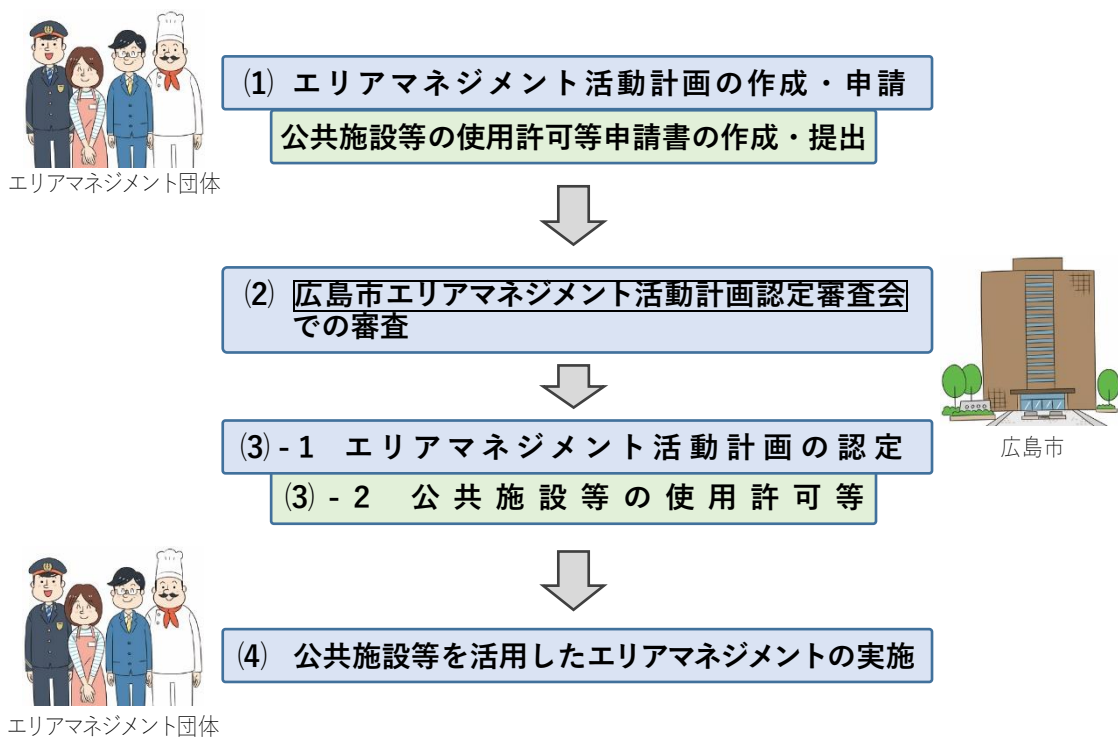 ⑴ エリアマネジメント活動計画の作成・申請
公共施設等の使用許可等申請書の作成・提出
エリアマネジメント団体
⑵ 広島市エリアマネジメント活動計画認定審査会
での審査
⑶-1 エリアマネジメント活動計画の認定
⑶-2 公共施設等の使用許可等
広島市
⑷ 公共施設等を活用したエリアマネジメントの実施
エリアマネジメント団体